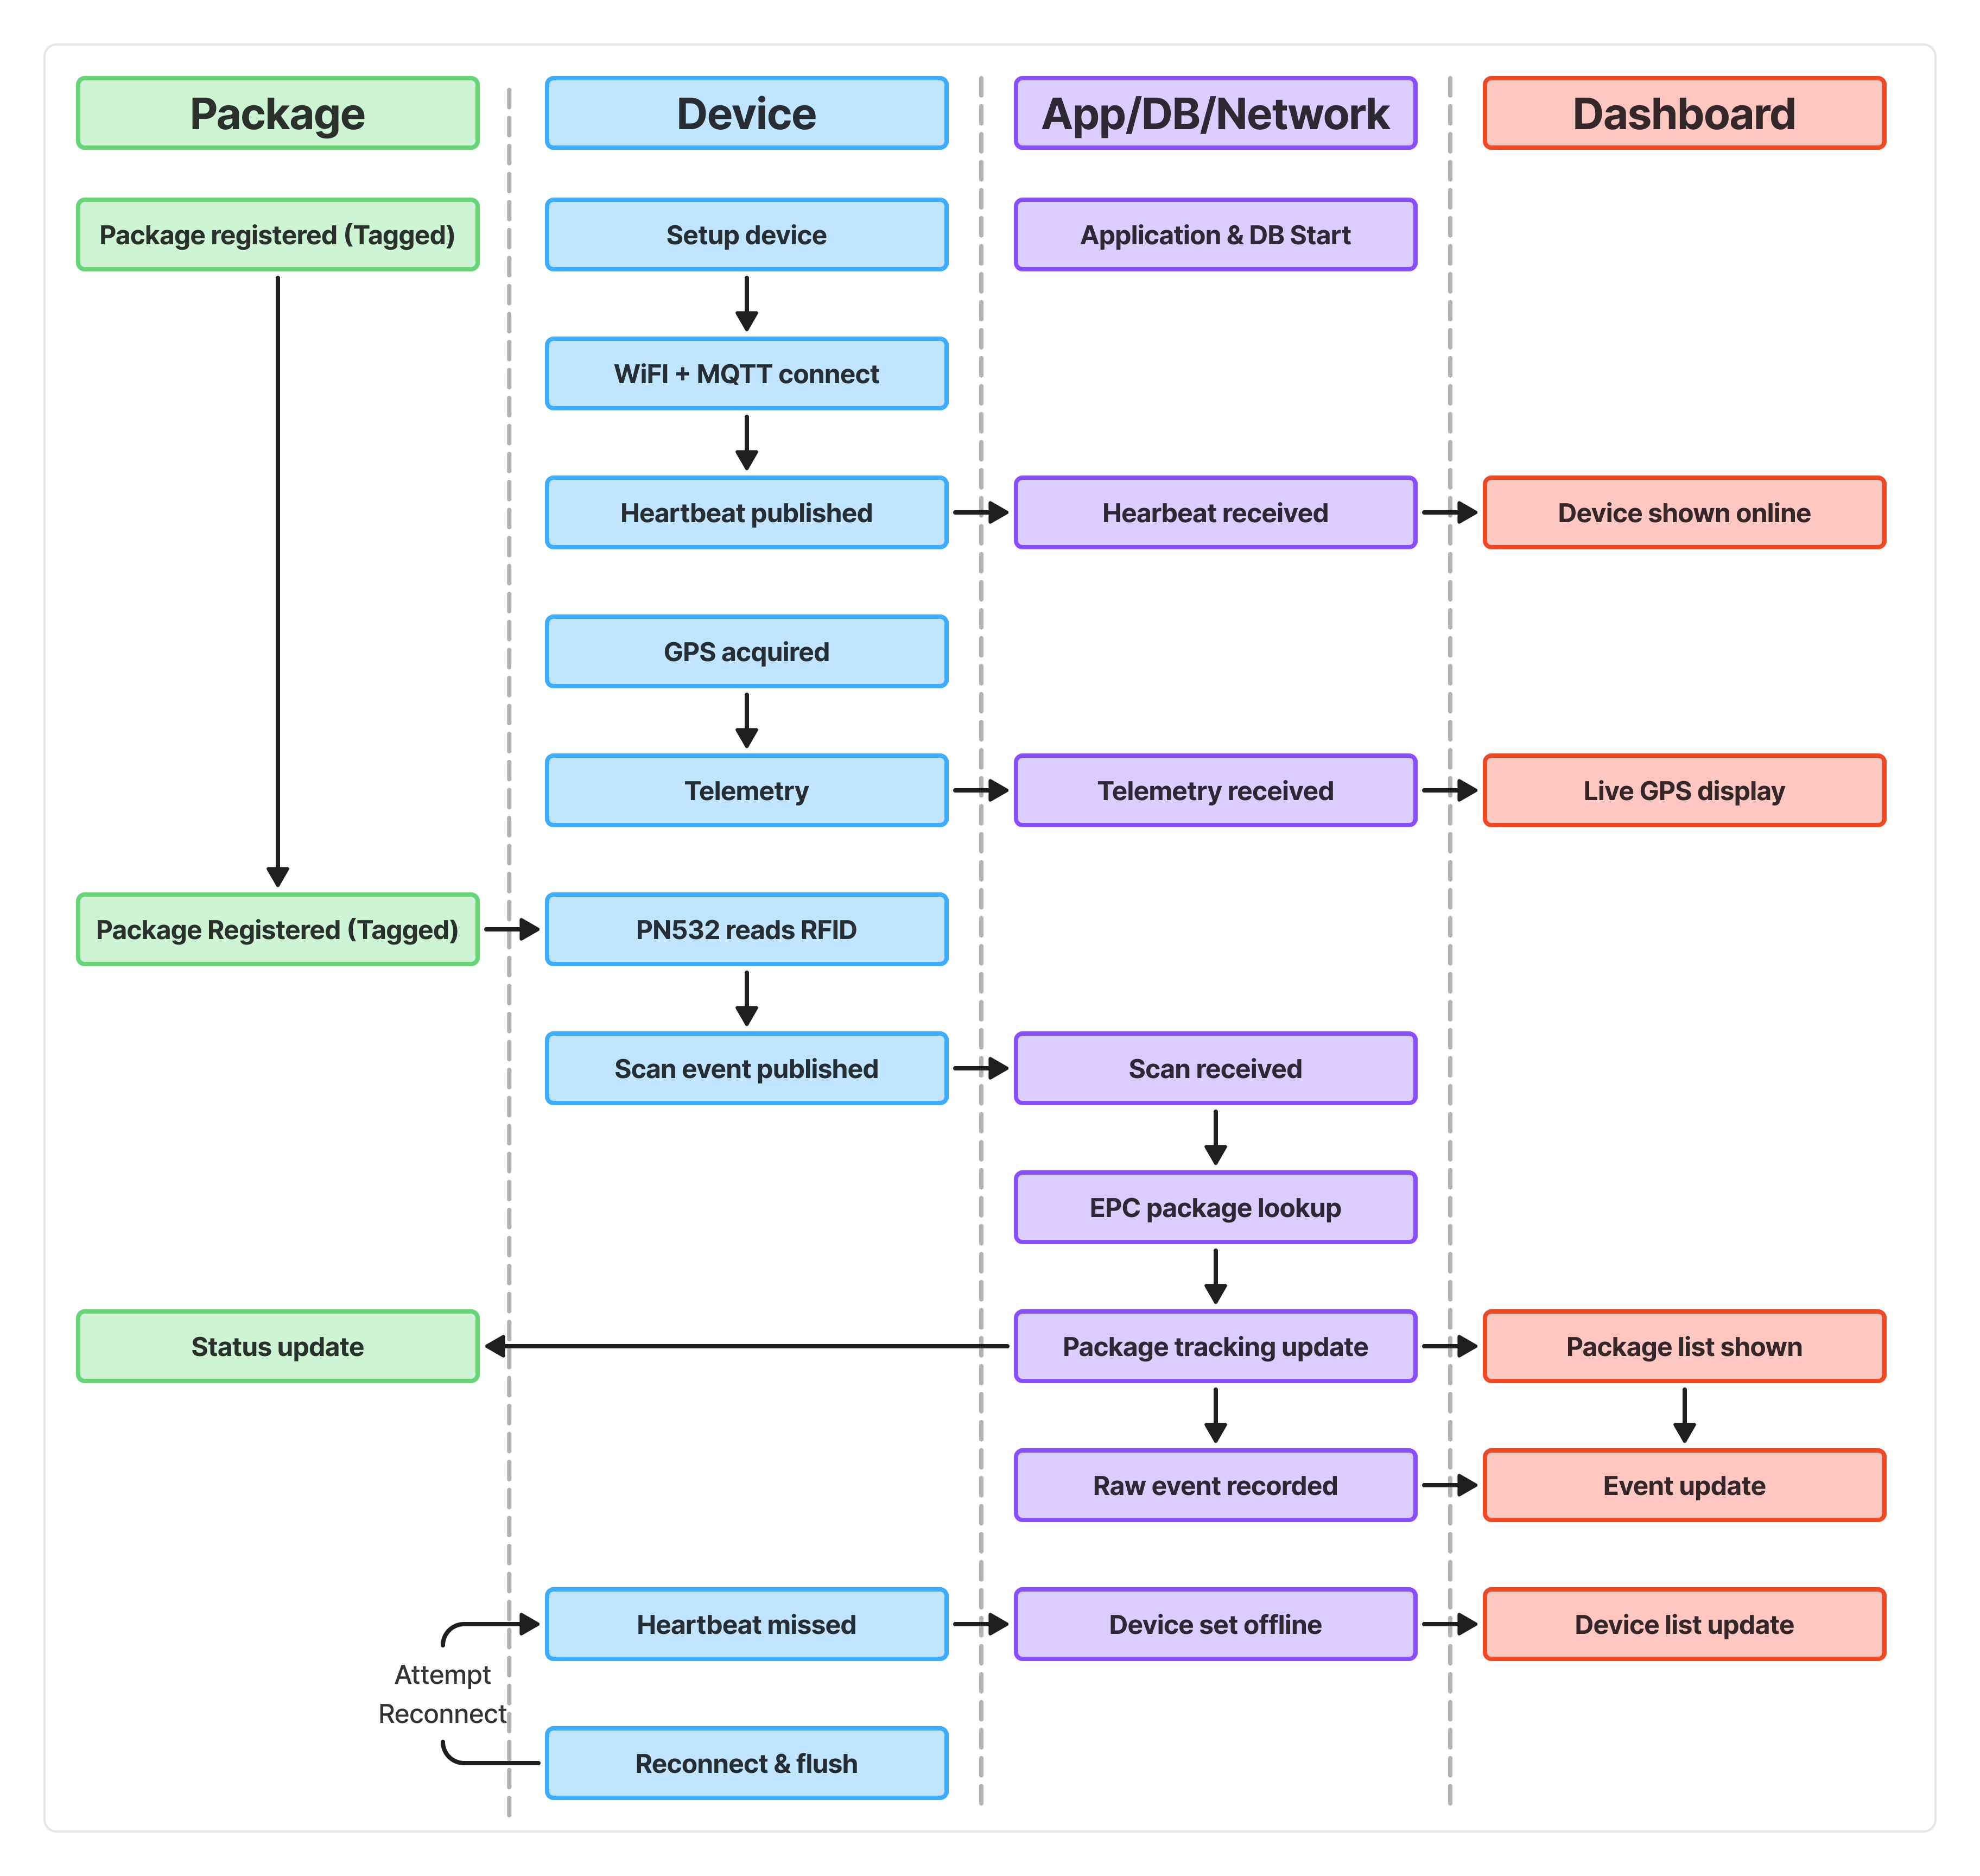 Package
Device
App/DB/Network
Dashboard
Package registered (Tagged)
Setup device
Application & DB Start
WiFI + MQTT connect
Heartbeat published
Hearbeat received
Device shown online
GPS acquired
Telemetry
Telemetry received
Live GPS display
Package Registered (Tagged)
PN532 reads RFID
Scan event published
Scan received
EPC package lookup
Status update
Package tracking update
Package list shown
Raw event recorded
Event update
Heartbeat missed
Device set offline
Device list update
Attempt
Reconnect
Reconnect & flush